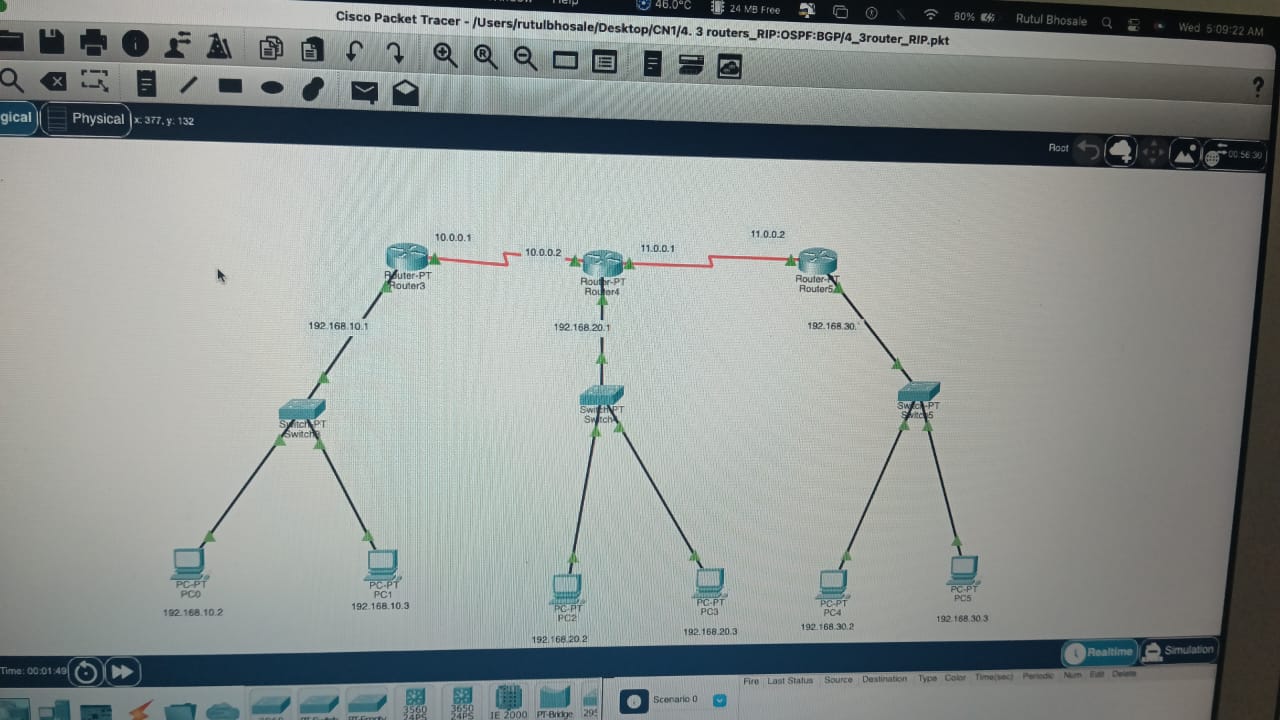 Help
46.0°C
24 MB Free
80%
Rutul Bhosale
Wed 5:09:22 AM
Cisco Packet Tracer - /Users/rutulbhosale/Desktop/CN1/4. 3 routers_RIP:OSPF:BGP/4_3router_RIP.pkt
?
gical
Physical
x: 377, y: 132
Root
00:56:30
10.0.0.1
10.0.0.2
11.0.0.1
11.0.0.2
Router-PT
Router3
Router-PT
Router4
Router-PT
Router5
192.168.10.1
192.168.20.1
192.168.30.
Switch-PT
Switch3
Switch-PT
Switch4
Switch-PT
Switch5
PC-PT
PC0
192.168.10.2
PC-PT
PC1
192.168.10.3
PC-PT
PC2
192.168.20.2
PC-PT
PC3
192.168.20.3
PC-PT
PC4
192.168.30.2
PC-PT
PC5
192.168.30.3
Time: 00:01:49
Realtime
Simulation
Fire Last Status Source Destination Type Color Time(sec) Periodic Num Edit Delete
Scenario 0
3560
24PS
3650
24PS
IE 2000
PT-Bridge
295